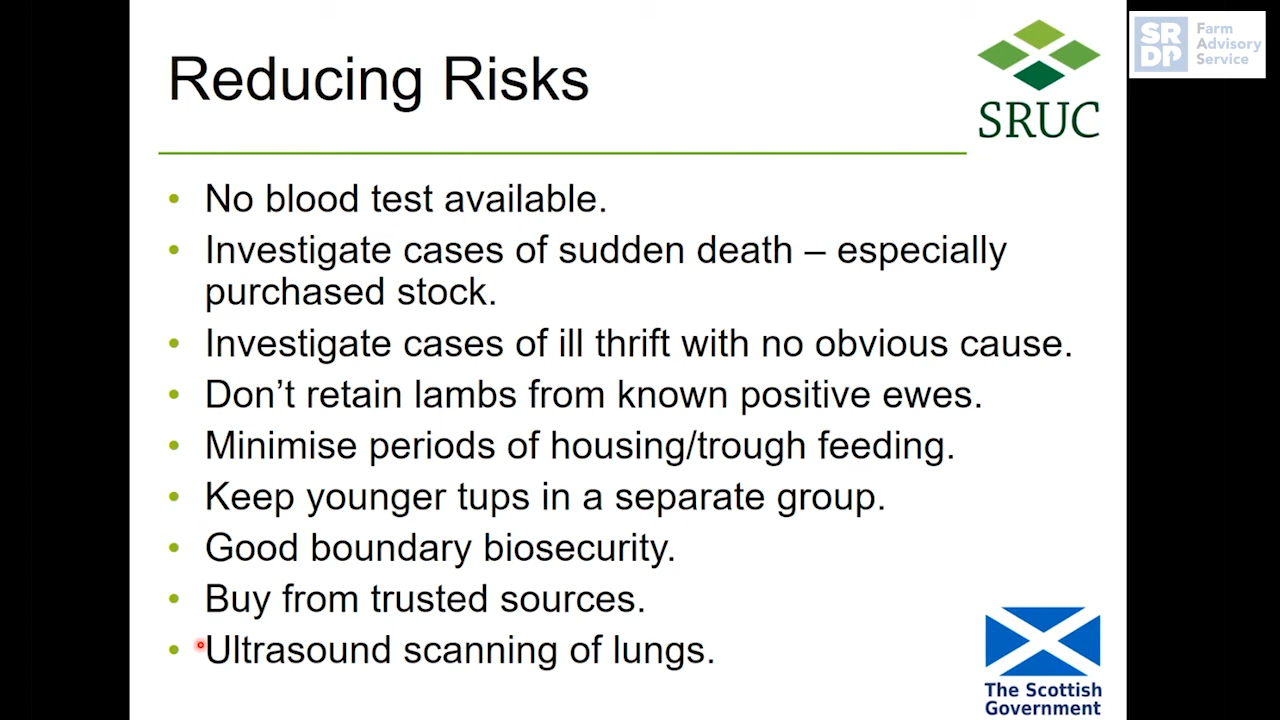 Reducing Risks
SRUC
SRDP
Farm
Advisory
Service
• No blood test available.
• Investigate cases of sudden death – especially
purchased stock.
• Investigate cases of ill thrift with no obvious cause.
• Don’t retain lambs from known positive ewes.
• Minimise periods of housing/trough feeding.
• Keep younger tups in a separate group.
• Good boundary biosecurity.
• Buy from trusted sources.
• Ultrasound scanning of lungs.
The Scottish
Government